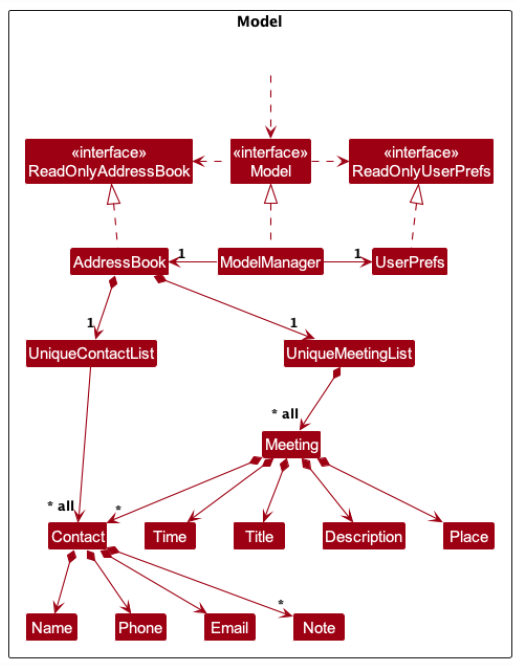 Model
«interface»
ReadOnlyAddressBook
«interface»
Model
«interface»
ReadOnlyUserPrefs
AddressBook
1
ModelManager
1
UserPrefs
1
1
UniqueContactList
UniqueMeetingList
* all
Meeting
* all
*
Contact
Time
Title
Description
Place
*
Name
Phone
Email
Note